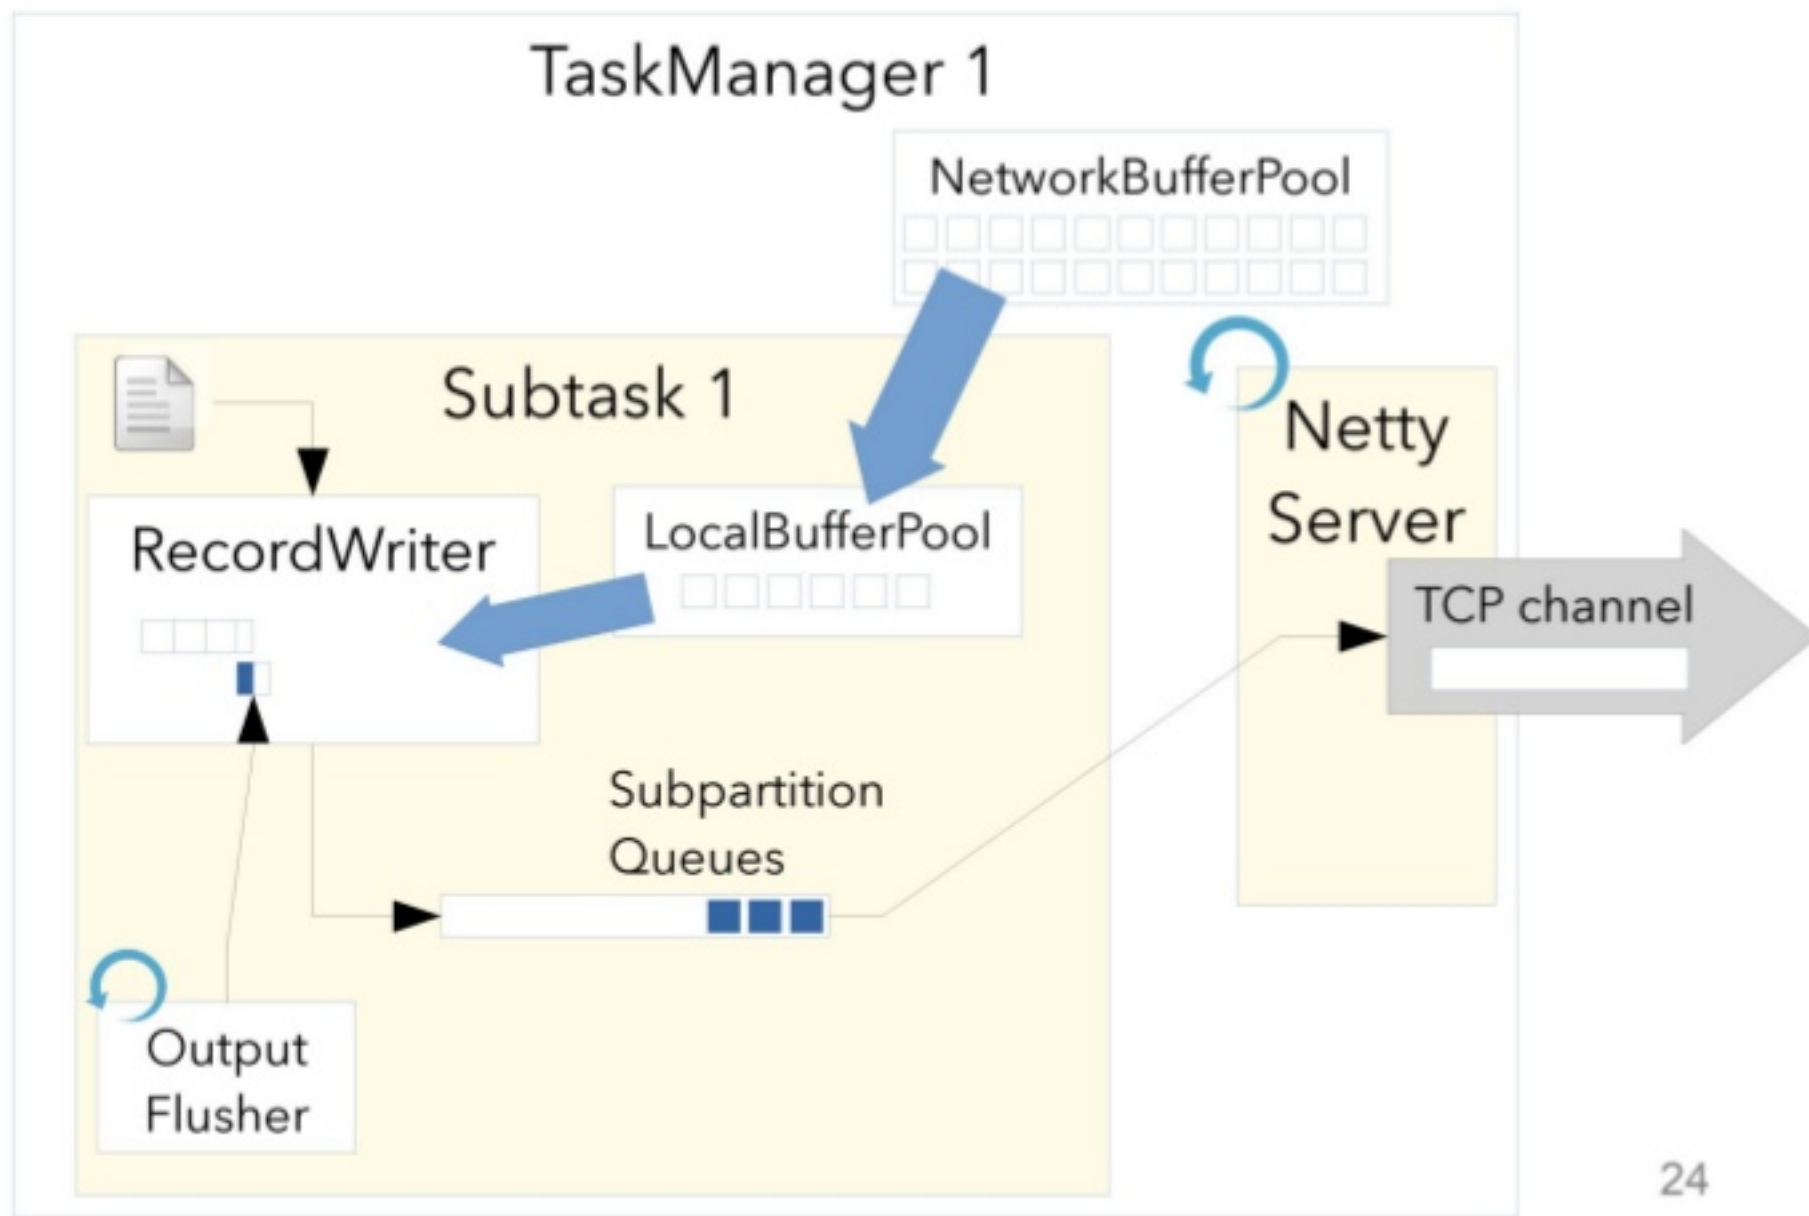 TaskManager 1
NetworkBufferPool
Subtask 1
Netty
Server
RecordWriter
LocalBufferPool
TCP channel
Subpartition
Queues
Output
Flusher
24